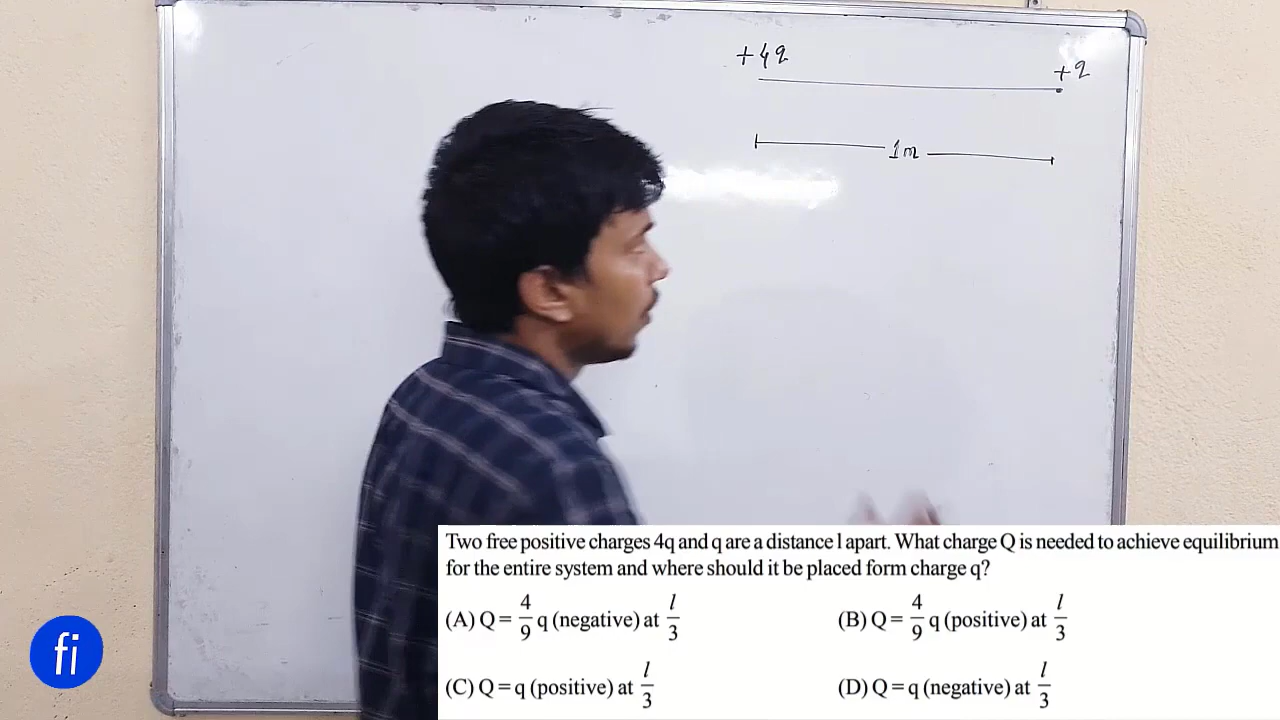 +4q
+q
1m
Two free positive charges 4q and q are a distance l apart. What charge Q is needed to achieve equilibrium
for the entire system and where should it be placed form charge q?
(A) Q = 4/9 q (negative) at l/3
(B) Q = 4/9 q (positive) at l/3
(C) Q = q (positive) at l/3
(D) Q = q (negative) at l/3
fi